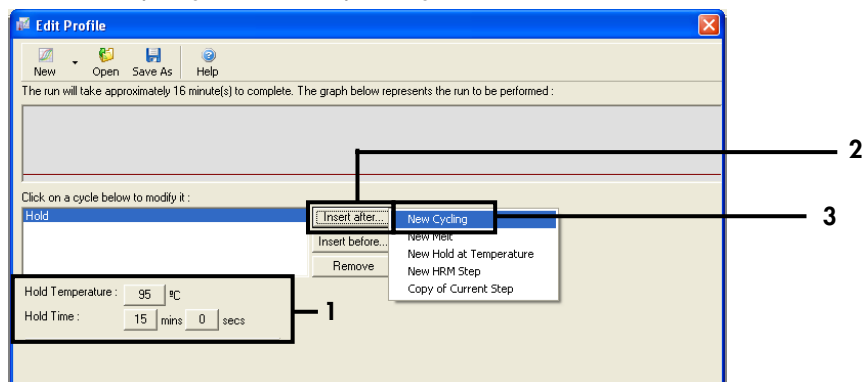 Edit Profile
New Open Save As Help
The run will take approximately 16 minute(s) to complete. The graph below represents the run to be performed :
2
Click on a cycle below to modify it :
Hold
Insert after...
New Cycling
3
Insert before...
New Melt
New Hold at Temperature
Remove
New HRM Step
Copy of Current Step
Hold Temperature : 95 ºC
Hold Time : 15 mins 0 secs
1